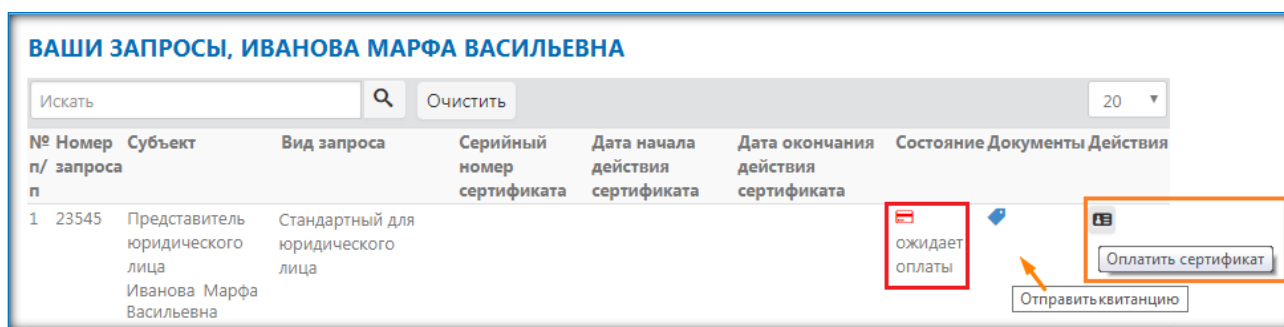 ВАШИ ЗАПРОСЫ, ИВАНОВА МАРФА ВАСИЛЬЕВНА
Искать
Очистить
20
№ п/п
Номер запроса
Субъект
Вид запроса
Серийный номер сертификата
Дата начала действия сертификата
Дата окончания действия сертификата
Состояние
Документы
Действия
1
23545
Представитель
юридического
лица
Иванова Марфа
Васильевна
Стандартный для
юридического
лица
ожидает
оплаты
Отправить квитанцию
Оплатить сертификат